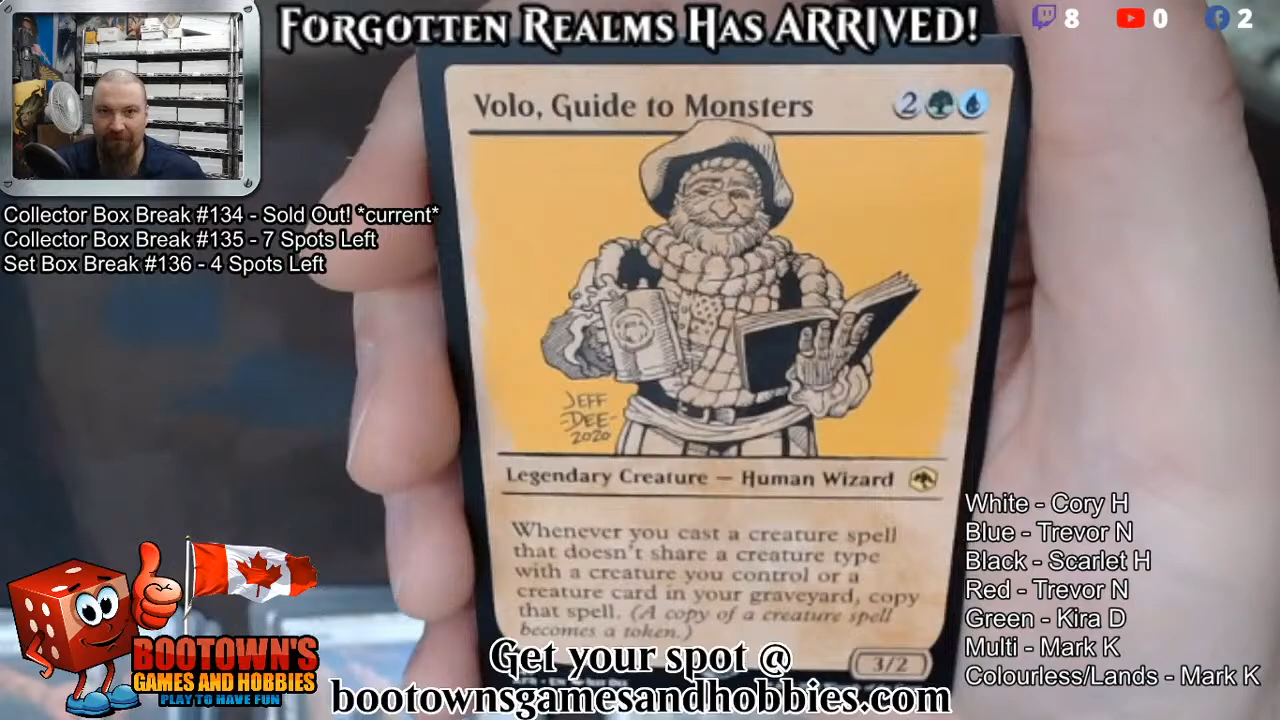 FORGOTTEN REALMS HAS ARRIVED!
8
0
2
Collector Box Break #134 - Sold Out! *current*
Collector Box Break #135 - 7 Spots Left
Set Box Break #136 - 4 Spots Left
Volo, Guide to Monsters 2
JEFF
-DEE-
2020
Legendary Creature — Human Wizard
Whenever you cast a creature spell
that doesn't share a creature type
with a creature you control or a
creature card in your graveyard, copy
that spell. (A copy of a creature spell
becomes a token.)
3/2
White - Cory H
Blue - Trevor N
Black - Scarlet H
Red - Trevor N
Green - Kira D
Multi - Mark K
Colourless/Lands - Mark K
BOOTOWN'S
GAMES AND HOBBIES
PLAY TO HAVE FUN
Get your spot @
bootownsgamesandhobbies.com